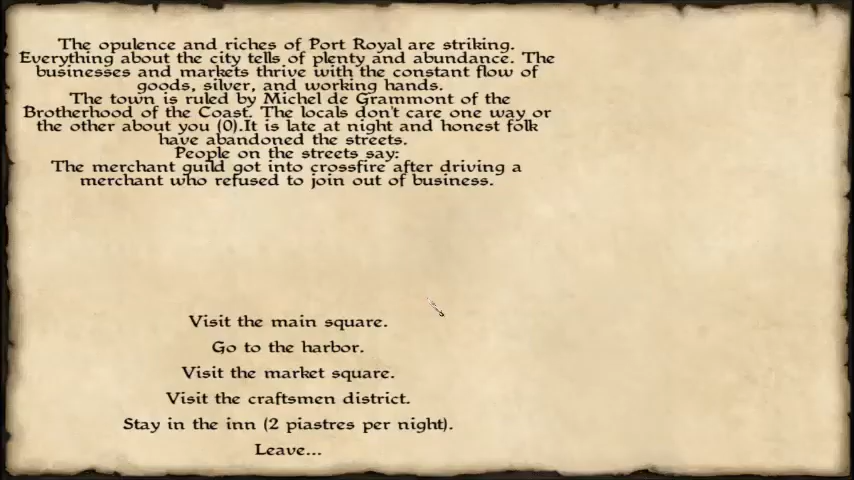 The opulence and riches of Port Royal are striking.
Everything about the city tells of plenty and abundance. The
businesses and markets thrive with the constant flow of
goods, silver, and working hands.
The town is ruled by Michel de Grammont of the
Brotherhood of the Coast. The locals don't care one way or
the other about you (0).It is late at night and honest folk
have abandoned the streets.
People on the streets say:
The merchant guild got into crossfire after driving a
merchant who refused to join out of business.
Visit the main square.
Go to the harbor.
Visit the market square.
Visit the craftsmen district.
Stay in the inn (2 piastres per night).
Leave...